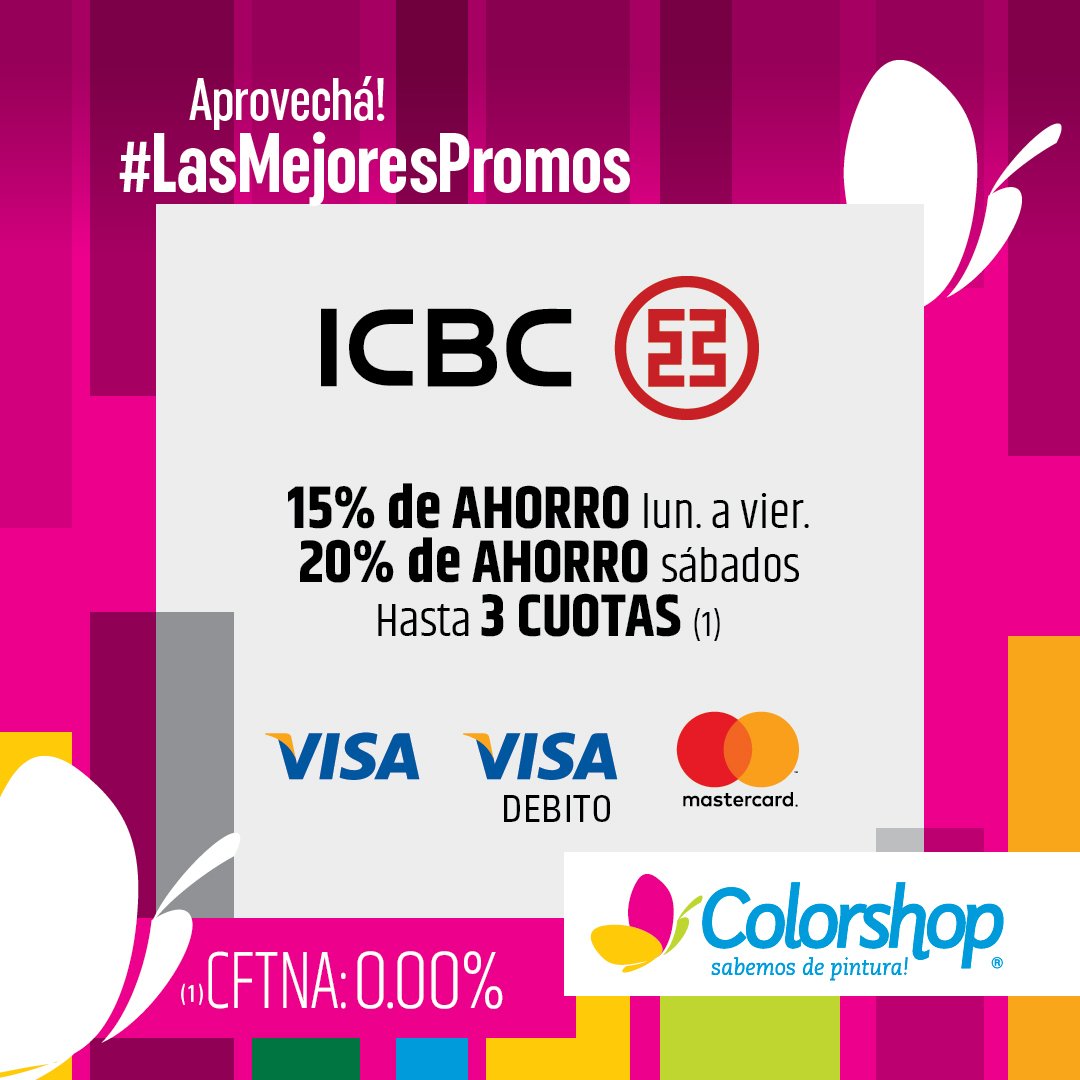 Aprovechá!
#LasMejoresPromos
ICBC
15% de AHORRO lun. a vier.
20% de AHORRO sábados
Hasta 3 CUOTAS (1)
VISA
VISA
DEBITO
mastercard.
Colorshop
sabemos de pintura! ®
(1) CFTNA: 0.00%